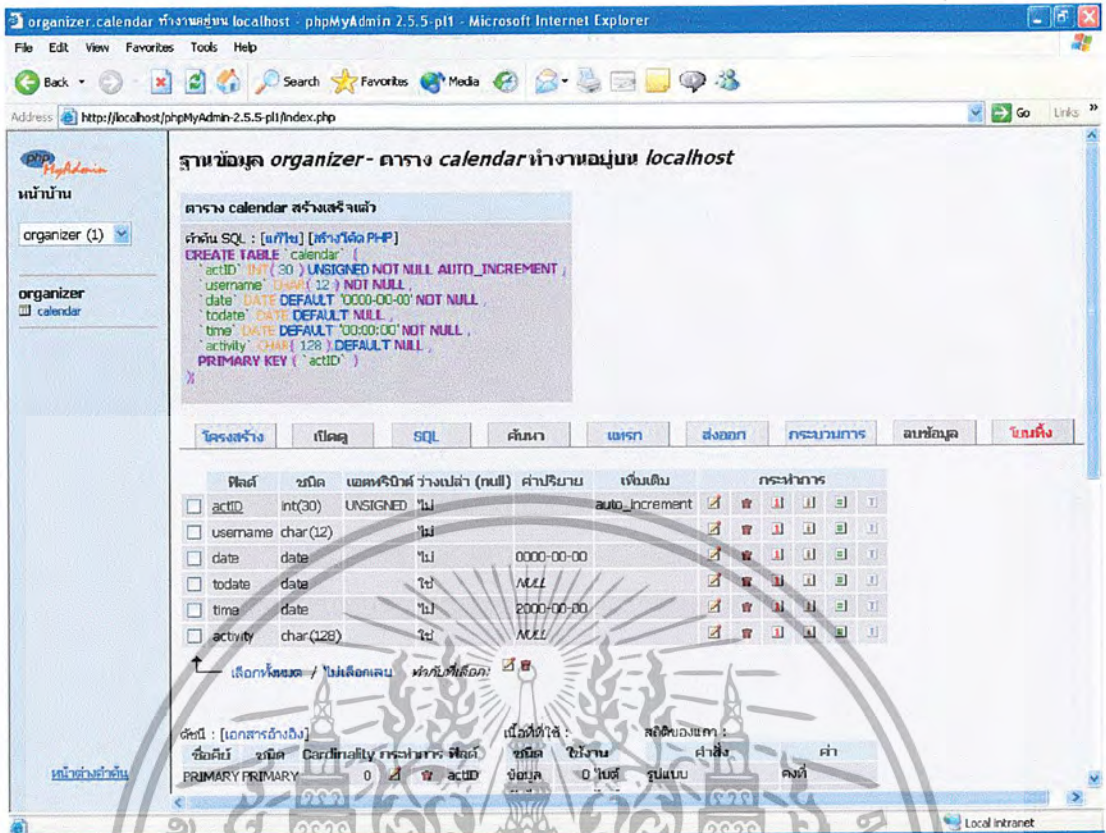 organizer.calendar ทำงานอยู่บน localhost - phpMyAdmin 2.5.5-pl1 - Microsoft Internet Explorer
File Edit View Favorites Tools Help
Back Search Favorites Media
Address http://localhost/phpMyAdmin-2.5.5-pl1/index.php Go Links »
php MyAdmin
หน้าบ้าน
organizer (1)
organizer
calendar
หน้าต่างคำค้น
ฐานข้อมูล organizer - ตาราง calendar ทำงานอยู่บน localhost
ตาราง calendar สร้างเสร็จแล้ว
คำค้น SQL : [แก้ไข] [สร้างโค้ด PHP]
CREATE TABLE `calendar` (
`actID` INT( 30 ) UNSIGNED NOT NULL AUTO_INCREMENT ,
`username` CHAR( 12 ) NOT NULL ,
`date` DATE DEFAULT '0000-00-00' NOT NULL ,
`todate` DATE DEFAULT NULL ,
`time` DATE DEFAULT '00:00:00' NOT NULL ,
`activity` CHAR( 128 ) DEFAULT NULL ,
PRIMARY KEY ( `actID` )
);
โครงสร้าง เปิดดู SQL ค้นหา แทรก ส่งออก กระบวนการ ลบข้อมูล โยนทิ้ง
ฟิลด์ ชนิด แอตทริบิวต์ ว่างเปล่า (null) ค่าปริยาย เพิ่มเติม กระทำการ
actID int(30) UNSIGNED ไม่ auto_increment
username char(12) ไม่
date date ไม่ 0000-00-00
todate date ใช่ NULL
time date ไม่ 2000-00-00
activity char(128) ใช่ NULL
เลือกทั้งหมด / ไม่เลือกเลย ทำกับที่เลือก:
ดัชนี : [เอกสารอ้างอิง] เนื้อที่ที่ใช้ : สถิติของแถว :
ชื่อคีย์ ชนิด Cardinality กระทำการ ฟิลด์ ชนิด ใช้งาน คำสั่ง ค่า
PRIMARY PRIMARY 0 actID ข้อมูล 0 ไบต์ รูปแบบ คงที่
Local intranet